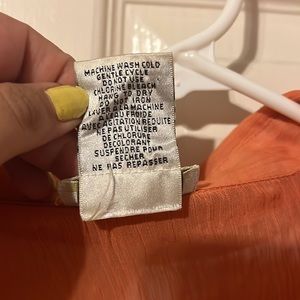 MACHINE WASH COLD
GENTLE CYCLE
DO NOT USE
CHLORINE BLEACH
HANG TO DRY
DO NOT IRON
LAVER A LA MACHINE
A L'EAU FROIDE
AVEC AGITATION REDUITE
NE PAS UTILISER
DE CHLORURE
DECOLORANT
SUSPENDRE POUR
SECHER
NE PAS REPASSER